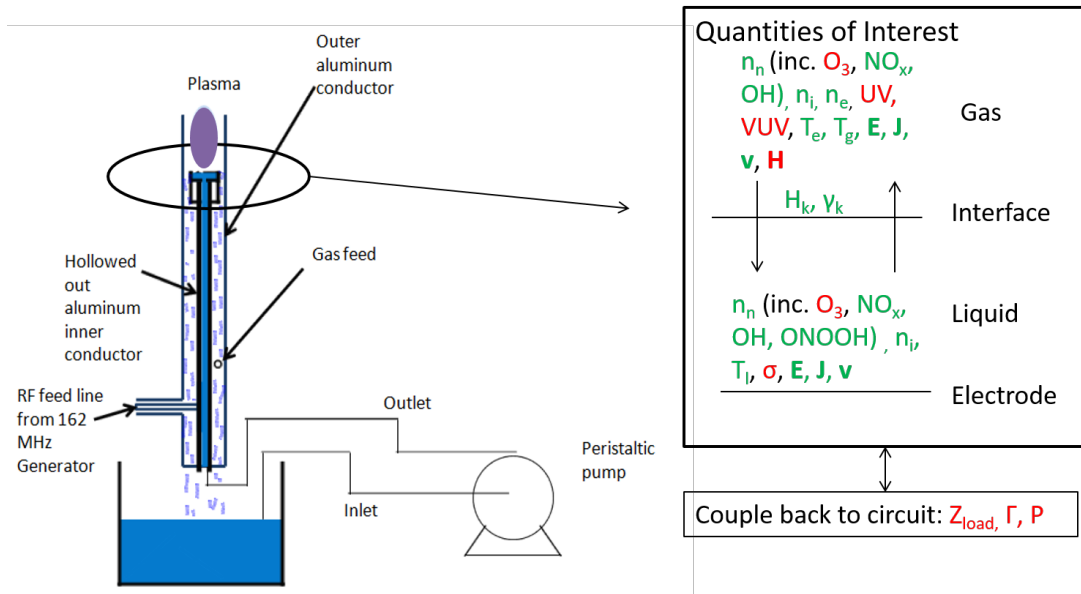 Plasma
Outer
aluminum
conductor
Hollowed
out
aluminum
inner
conductor
Gas feed
RF feed line
from 162
MHz
Generator
Outlet
Inlet
Peristaltic
pump
Quantities of Interest
nₙ (inc. O₃, NOₓ,
OH), nᵢ, nₑ, UV,
VUV, Tₑ, T_g, E, J,
v, H
Gas
Hₖ, γₖ
Interface
nₙ (inc. O₃, NOₓ,
OH, ONOOH) , nᵢ,
Tₗ, σ, E, J, v
Liquid
Electrode
Couple back to circuit: Z_load, Γ, P